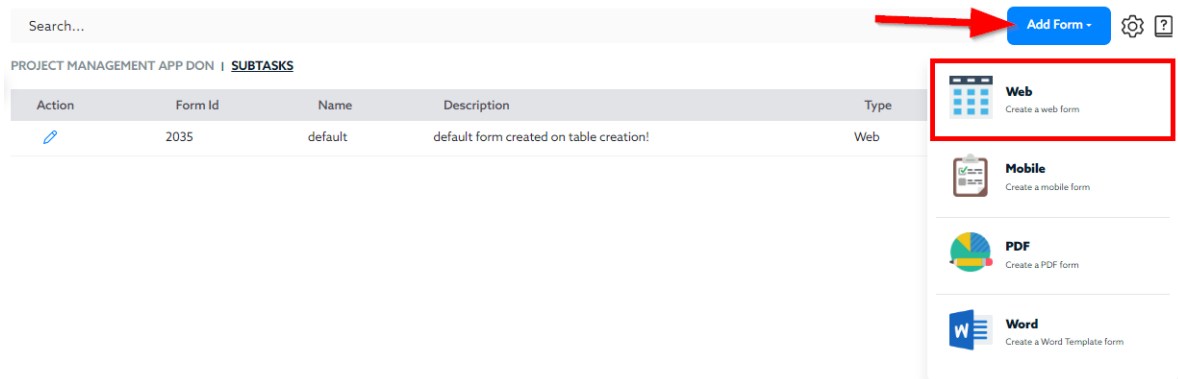 Search...
Add Form
PROJECT MANAGEMENT APP DON | SUBTASKS
Action Form Id Name Description Type
2035 default default form created on table creation! Web
Web
Create a web form
Mobile
Create a mobile form
PDF
Create a PDF form
W
Word
Create a Word Template form